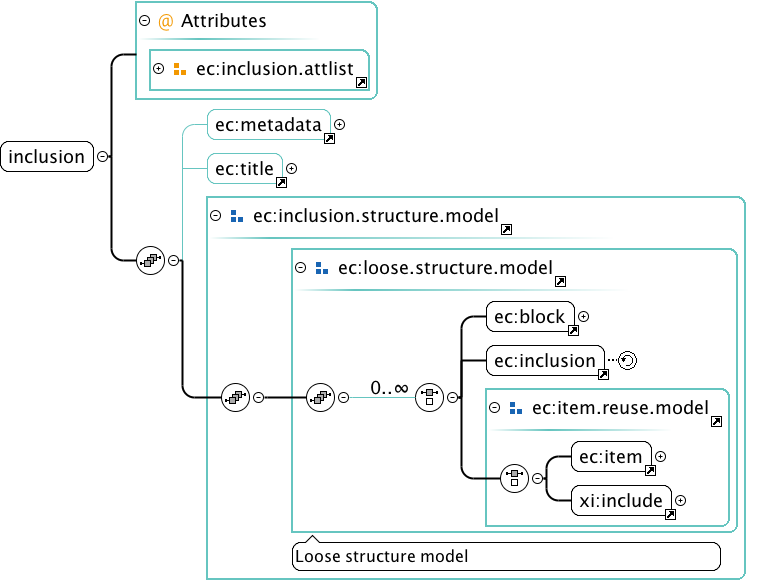 @ Attributes
ec:inclusion.attlist
ec:metadata
inclusion
ec:title
ec:inclusion.structure.model
ec:loose.structure.model
ec:block
ec:inclusion
0..∞
ec:item.reuse.model
ec:item
xi:include
Loose structure model